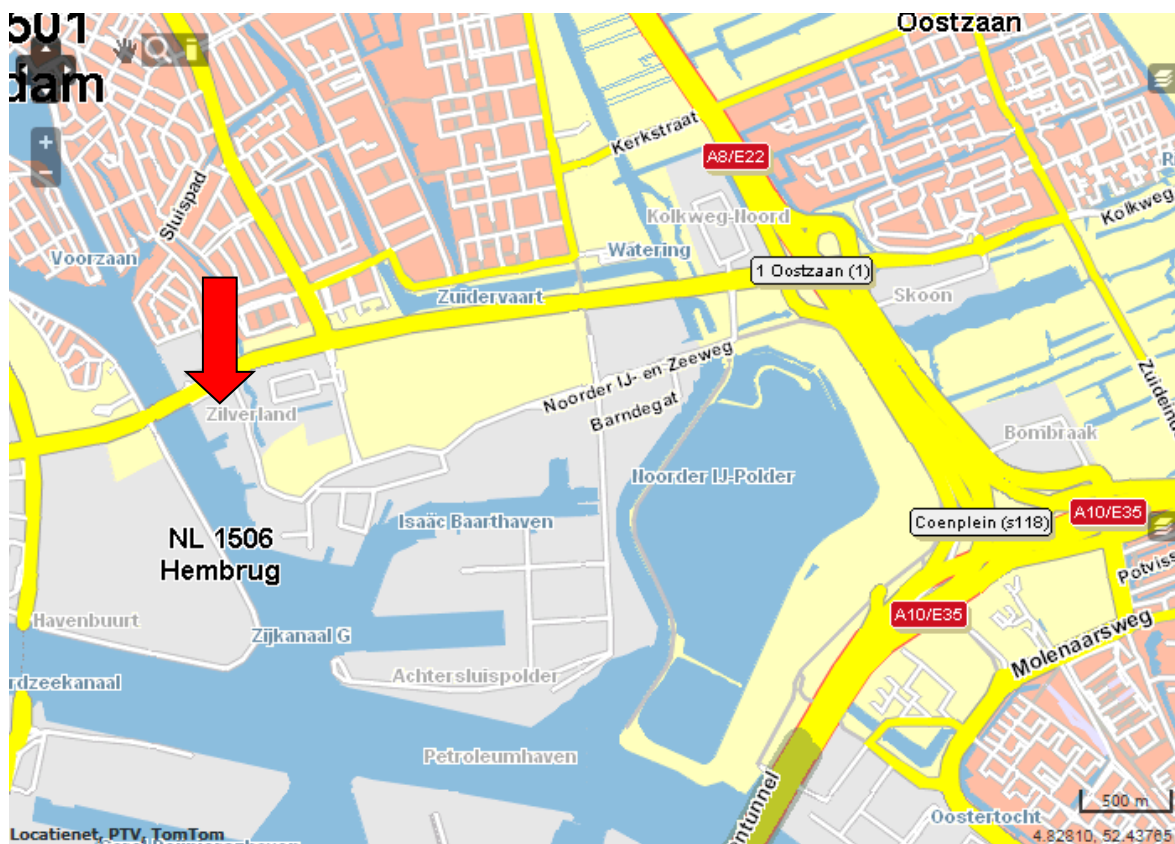 501
dam
Oostzaan
Kerkstraat
A8/E22
Sluispad
Kolkweg-Noord
Kolkweg
Voorzaan
Watering
1 Oostzaan (1)
Zuidervaart
Skoon
Noorder IJ- en Zeeweg
Zilverland
Barndegat
Bombraak
Noorder IJ-Polder
Isaäc Baarthaven
Coenplein (s118)
A10/E35
NL 1506
Hembrug
A10/E35
Havenbuurt
Zijkanaal G
Molenaarsweg
Achtersluispolder
rdzeekanaal
Petroleumhaven
ntunnel
500 m
Oostertocht
Locatienet, PTV, TomTom
4.82810, 52.43765